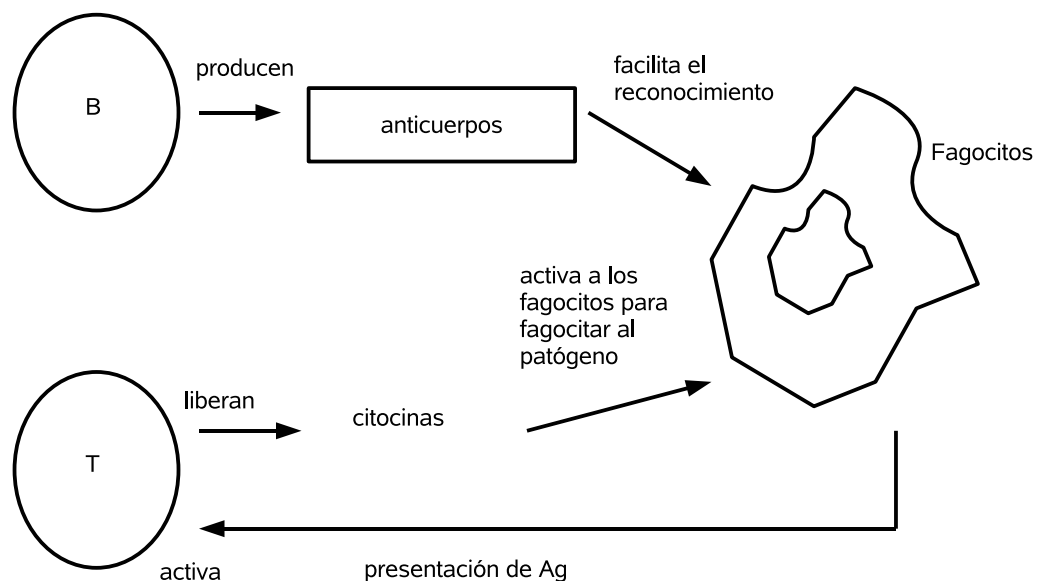 producen
B
anticuerpos
facilita el
reconocimiento
Fagocitos
activa a los
fagocitos para
fagocitar al
patógeno
liberan
citocinas
T
activa
presentación de Ag